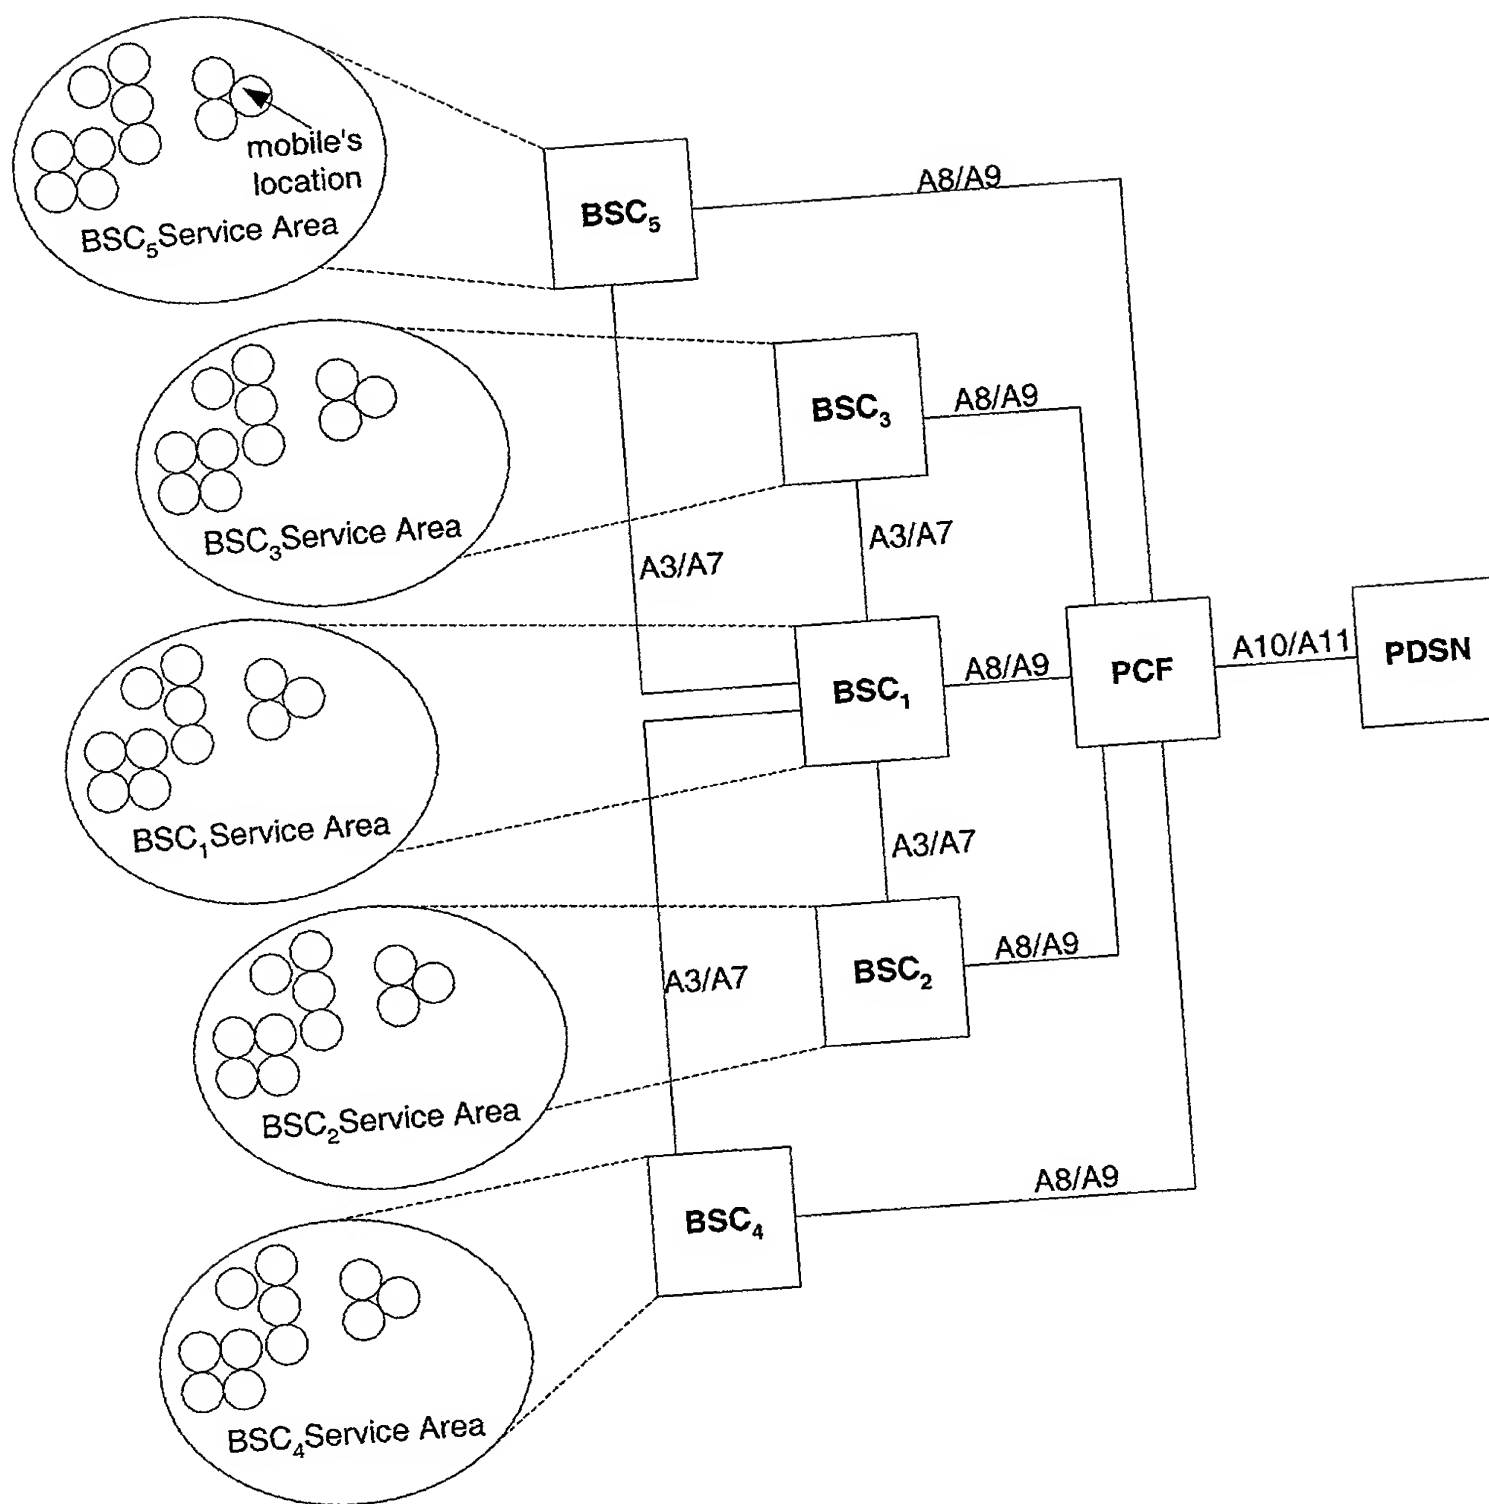 mobile's
location
BSC5Service Area
BSC5
A8/A9
BSC3
A8/A9
BSC3Service Area
A3/A7
A3/A7
BSC1
A8/A9
PCF
A10/A11
PDSN
BSC1Service Area
A3/A7
BSC2
A8/A9
A3/A7
BSC2Service Area
BSC4
A8/A9
BSC4Service Area